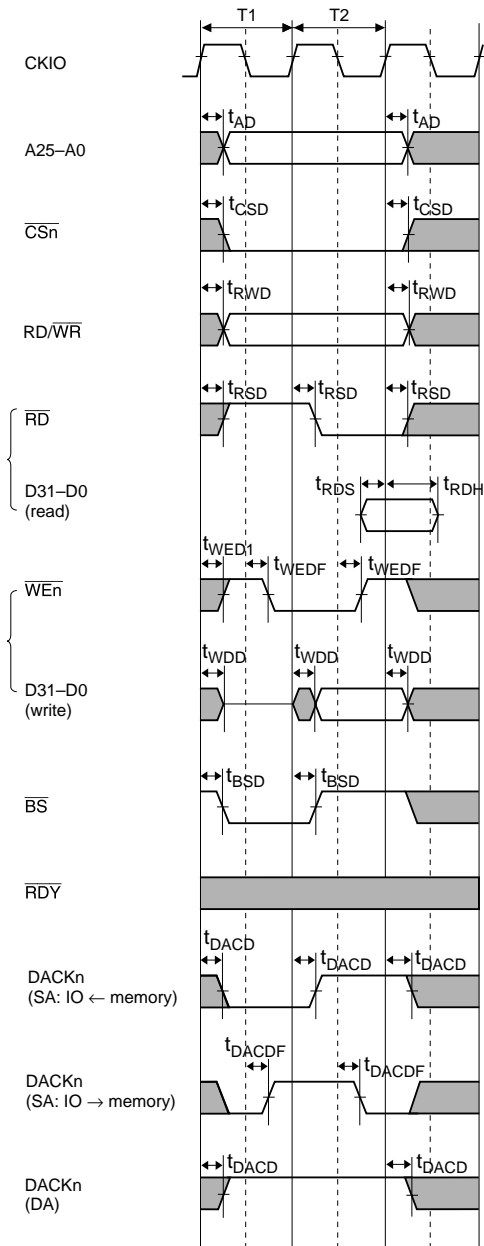 T1 T2
CKIO
tAD tAD
A25–A0
tCSD tCSD
CSn
tRWD tRWD
RD/WR
tRSD tRSD tRSD
RD
tRDS tRDH
D31–D0
(read)
tWED1 tWEDF tWEDF
WEn
tWDD tWDD tWDD
D31–D0
(write)
tBSD tBSD
BS
RDY
tDACD tDACD tDACD
DACKn
(SA: IO ← memory)
tDACDF tDACDF
DACKn
(SA: IO → memory)
tDACD tDACD
DACKn
(DA)